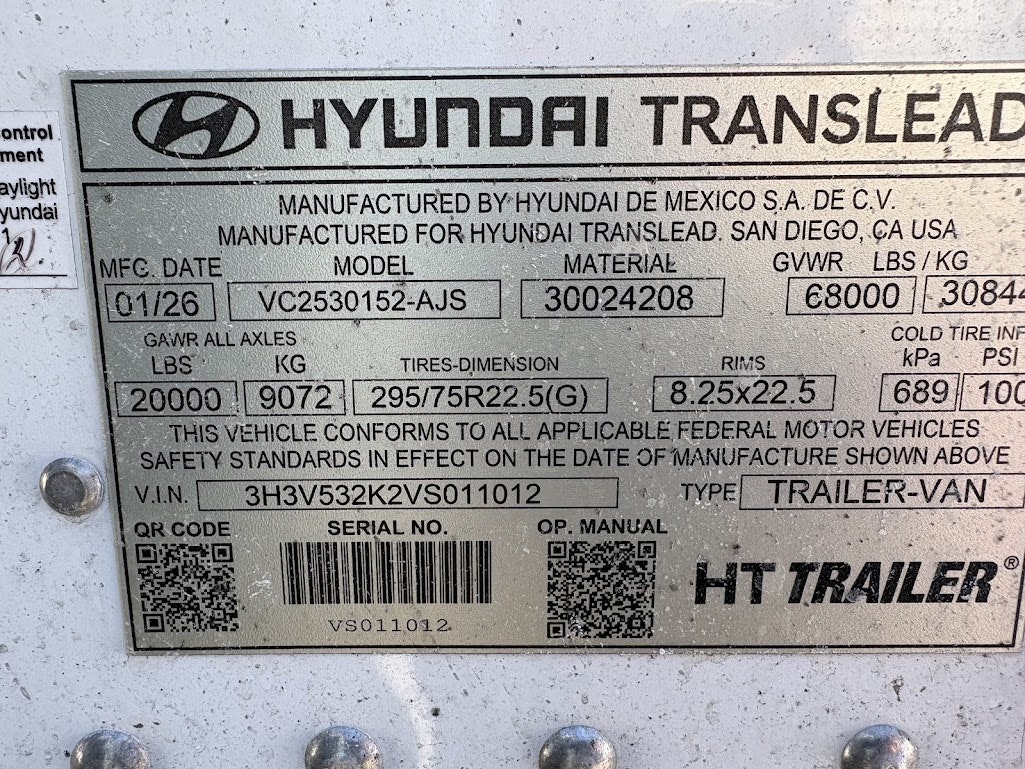 HYUNDAI TRANSLEAD
ontrol
ment
aylight
yundai
1
MANUFACTURED BY HYUNDAI DE MEXICO S.A. DE C.V.
MANUFACTURED FOR HYUNDAI TRANSLEAD. SAN DIEGO, CA USA
MFG. DATE MODEL MATERIAL GVWR LBS / KG
01/26 VC2530152-AJS 30024208 68000 30844
GAWR ALL AXLES COLD TIRE INF
LBS KG TIRES-DIMENSION RIMS kPa PSI
20000 9072 295/75R22.5(G) 8.25x22.5 689 100
THIS VEHICLE CONFORMS TO ALL APPLICABLE FEDERAL MOTOR VEHICLES
SAFETY STANDARDS IN EFFECT ON THE DATE OF MANUFACTURE SHOWN ABOVE
V.I.N. 3H3V532K2VS011012 TYPE TRAILER-VAN
QR CODE SERIAL NO. OP. MANUAL
HT TRAILER®
VS011012